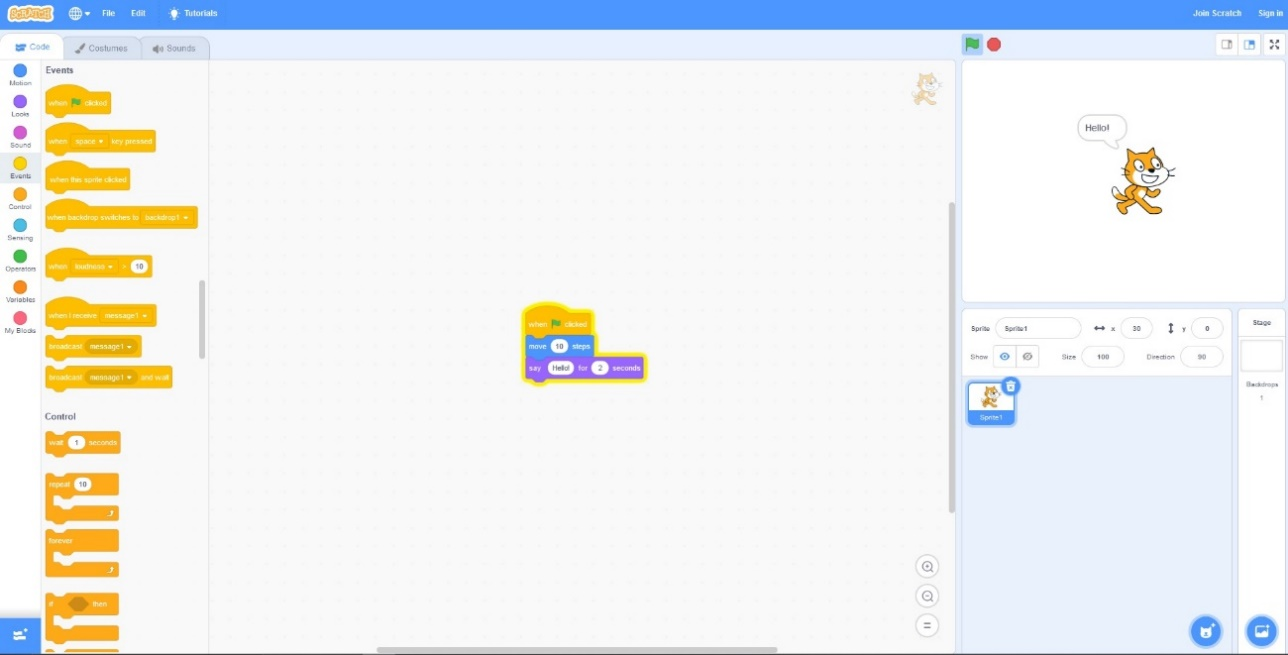 SCRATCH
File
Edit
Tutorials
Join Scratch
Sign in
Code
Costumes
Sounds
Motion
Looks
Sound
Events
Control
Sensing
Operators
Variables
My Blocks
Events
when clicked
when space key pressed
when this sprite clicked
when backdrop switches to backdrop1
when loudness > 10
when I receive message1
broadcast message1
broadcast message1 and wait
Control
wait 1 seconds
repeat 10
forever
if then
when clicked
move 10 steps
say Hello! for 2 seconds
Hello!
Sprite Sprite1 x 30 y 0
Show Size 100 Direction 90
Sprite1
Stage
Backdrops
1